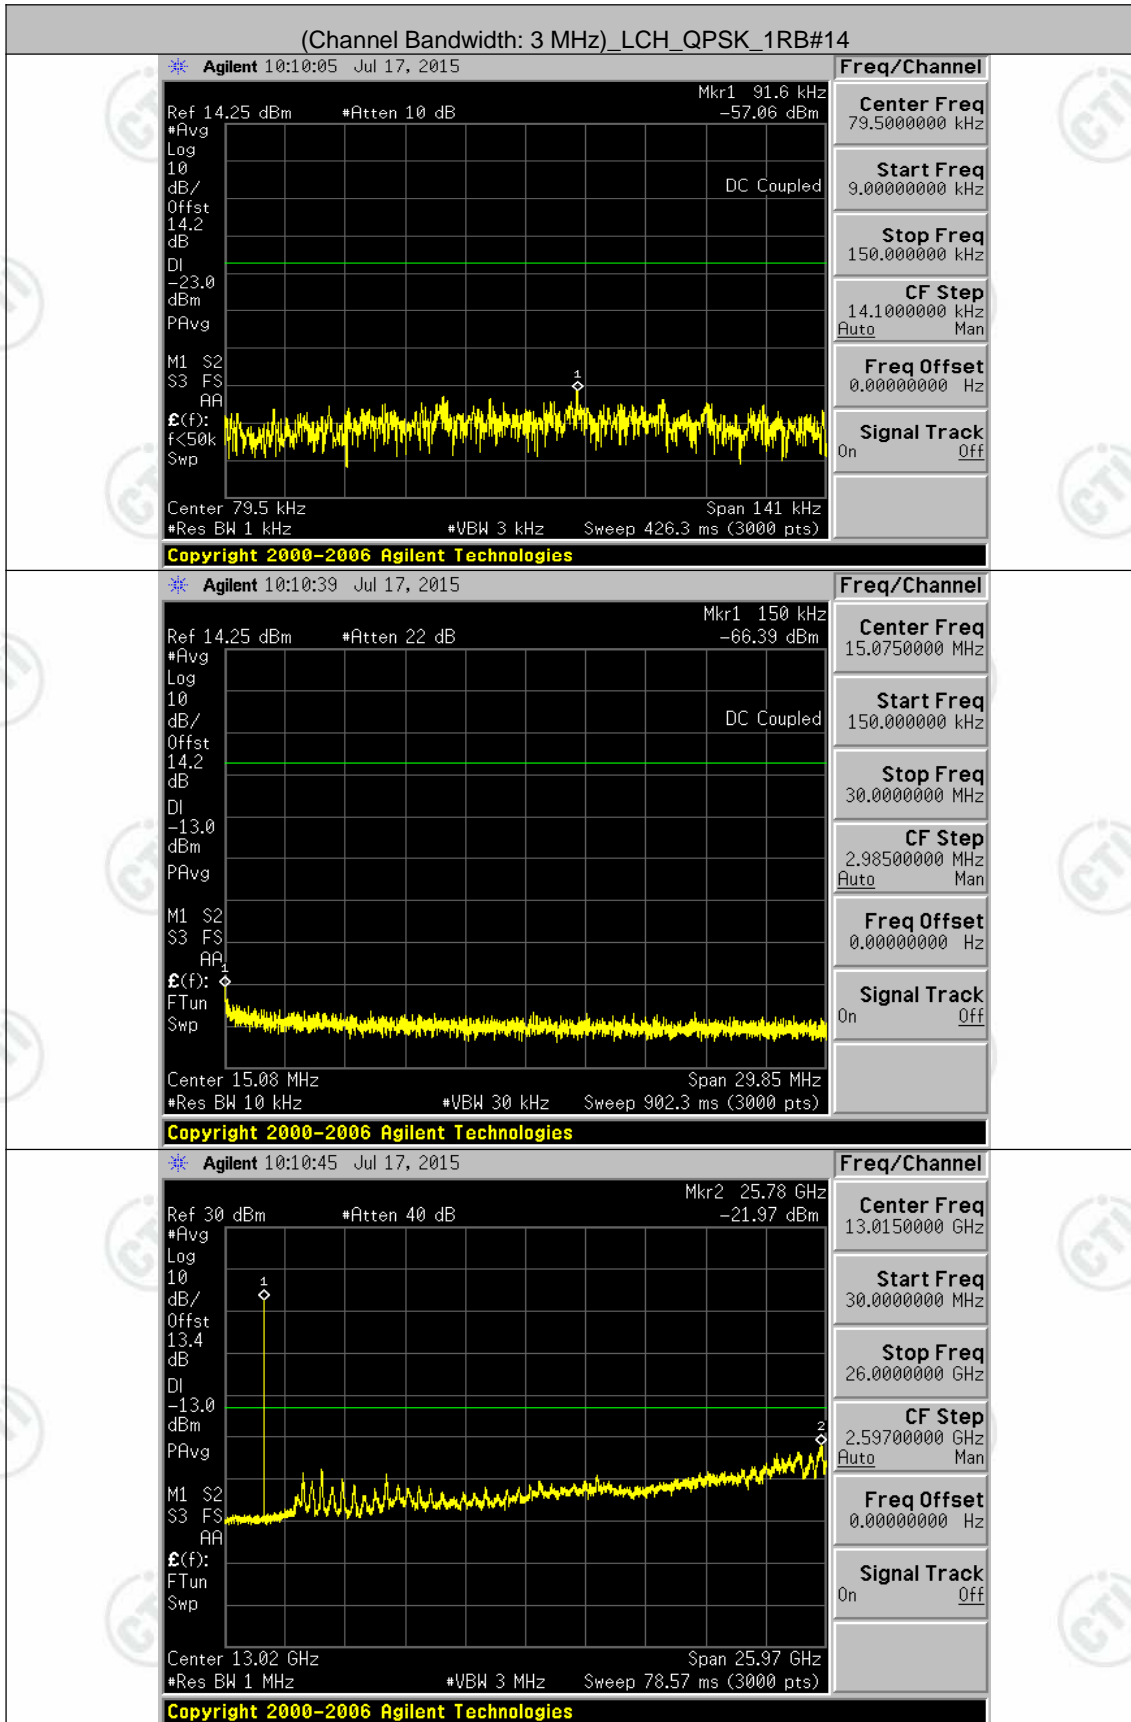 (Channel Bandwidth: 3 MHz)_LCH_QPSK_1RB#14
Agilent 10:10:05 Jul 17, 2015
Freq/Channel
Mkr1 91.6 kHz
Ref 14.25 dBm #Atten 10 dB -57.06 dBm
#Avg
Log
10
dB/
Offst
14.2
dB
DI
-23.0
dBm
PAvg
M1 S2
S3 FS
AA
£(f):
f<50k
Swp
DC Coupled
1
Center 79.5 kHz Span 141 kHz
#Res BW 1 kHz #VBW 3 kHz Sweep 426.3 ms (3000 pts)
Copyright 2000-2006 Agilent Technologies
Center Freq
79.5000000 kHz
Start Freq
9.00000000 kHz
Stop Freq
150.000000 kHz
CF Step
14.1000000 kHz
Auto Man
Freq Offset
0.00000000 Hz
Signal Track
On Off
Agilent 10:10:39 Jul 17, 2015
Freq/Channel
Mkr1 150 kHz
Ref 14.25 dBm #Atten 22 dB -66.39 dBm
#Avg
Log
10
dB/
Offst
14.2
dB
DI
-13.0
dBm
PAvg
M1 S2
S3 FS
AA
£(f):
FTun
Swp
DC Coupled
1
Center 15.08 MHz Span 29.85 MHz
#Res BW 10 kHz #VBW 30 kHz Sweep 902.3 ms (3000 pts)
Copyright 2000-2006 Agilent Technologies
Center Freq
15.0750000 MHz
Start Freq
150.000000 kHz
Stop Freq
30.0000000 MHz
CF Step
2.98500000 MHz
Auto Man
Freq Offset
0.00000000 Hz
Signal Track
On Off
Agilent 10:10:45 Jul 17, 2015
Freq/Channel
Mkr2 25.78 GHz
Ref 30 dBm #Atten 40 dB -21.97 dBm
#Avg
Log
10
dB/
Offst
13.4
dB
DI
-13.0
dBm
PAvg
M1 S2
S3 FS
AA
£(f):
FTun
Swp
1
2
Center 13.02 GHz Span 25.97 GHz
#Res BW 1 MHz #VBW 3 MHz Sweep 78.57 ms (3000 pts)
Copyright 2000-2006 Agilent Technologies
Center Freq
13.0150000 GHz
Start Freq
30.0000000 MHz
Stop Freq
26.0000000 GHz
CF Step
2.59700000 GHz
Auto Man
Freq Offset
0.00000000 Hz
Signal Track
On Off
CTI
CTI
CTI
CTI
CTI
CTI
CTI
CTI
CTI
CTI